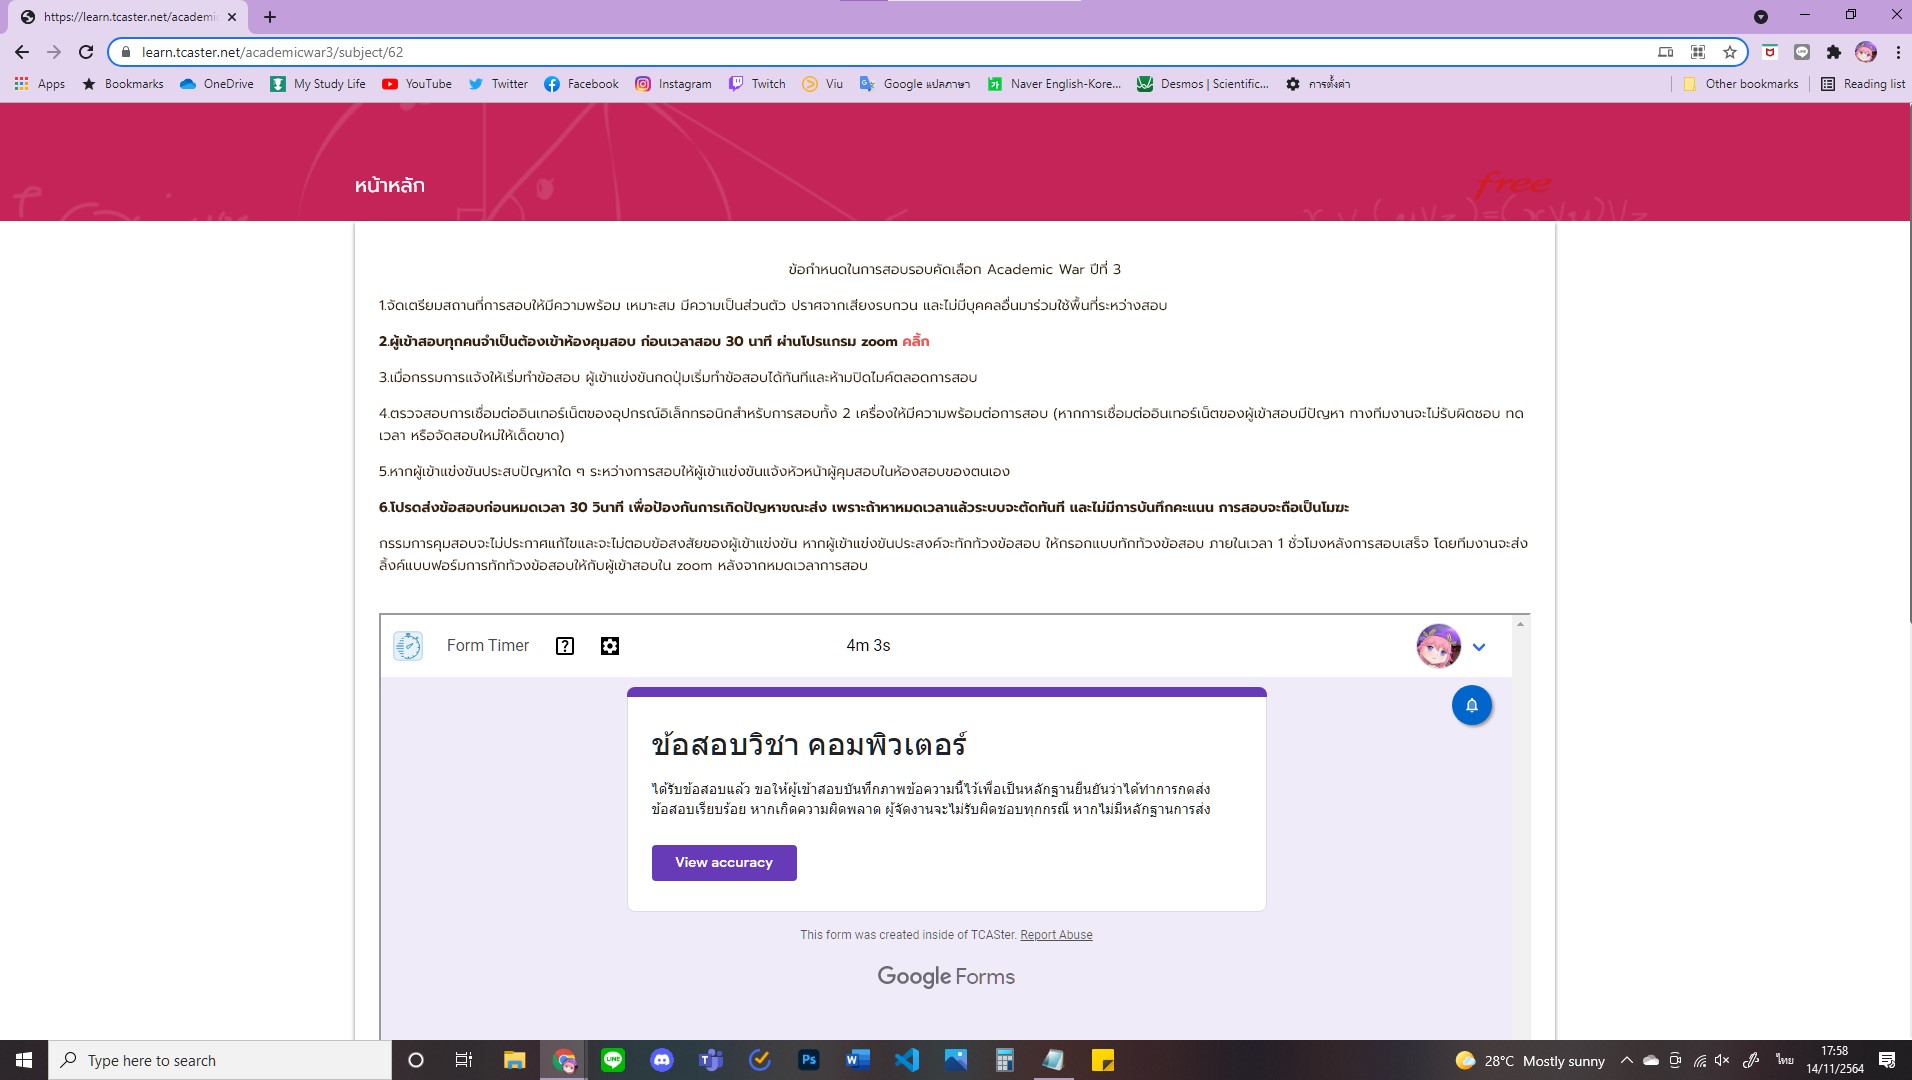 https://learn.tcaster.net/academi
learn.tcaster.net/academicwar3/subject/62
Apps Bookmarks OneDrive My Study Life YouTube Twitter Facebook Instagram Twitch Viu Google แปลภาษา Naver English-Kore... Desmos | Scientific... การตั้งค่า Other bookmarks Reading list
หน้าหลัก
free
ข้อกำหนดในการสอบรอบคัดเลือก Academic War ปีที่ 3
1.จัดเตรียมสถานที่การสอบให้มีความพร้อม เหมาะสม มีความเป็นส่วนตัว ปราศจากเสียงรบกวน และไม่มีบุคคลอื่นมาร่วมใช้พื้นที่ระหว่างสอบ
2.ผู้เข้าสอบทุกคนจำเป็นต้องเข้าห้องคุมสอบ ก่อนเวลาสอบ 30 นาที ผ่านโปรแกรม zoom คลิ๊ก
3.เมื่อกรรมการแจ้งให้เริ่มทำข้อสอบ ผู้เข้าแข่งขันกดปุ่มเริ่มทำข้อสอบได้ทันทีและห้ามปิดไมค์ตลอดการสอบ
4.ตรวจสอบการเชื่อมต่ออินเทอร์เน็ตของอุปกรณ์อิเล็กทรอนิกสำหรับการสอบทั้ง 2 เครื่องให้มีความพร้อมต่อการสอบ (หากการเชื่อมต่ออินเทอร์เน็ตของผู้เข้าสอบมีปัญหา ทางทีมงานจะไม่รับผิดชอบ ทด
เวลา หรือจัดสอบใหม่ให้เด็ดขาด)
5.หากผู้เข้าแข่งขันประสบปัญหาใด ๆ ระหว่างการสอบให้ผู้เข้าแข่งขันแจ้งหัวหน้าผู้คุมสอบในห้องสอบของตนเอง
6.โปรดส่งข้อสอบก่อนหมดเวลา 30 วินาที เพื่อป้องกันการเกิดปัญหาขณะส่ง เพราะถ้าหาหมดเวลาแล้วระบบจะตัดทันที และไม่มีการบันทึกคะแนน การสอบจะถือเป็นโมฆะ
กรรมการคุมสอบจะไม่ประกาศแก้ไขและจะไม่ตอบข้อสงสัยของผู้เข้าแข่งขัน หากผู้เข้าแข่งขันประสงค์จะทักท้วงข้อสอบ ให้กรอกแบบทักท้วงข้อสอบ ภายในเวลา 1 ชั่วโมงหลังการสอบเสร็จ โดยทีมงานจะส่ง
ลิ้งค์แบบฟอร์มการทักท้วงข้อสอบให้กับผู้เข้าสอบใน zoom หลังจากหมดเวลาการสอบ
Form Timer 4m 3s
ข้อสอบวิชา คอมพิวเตอร์
ได้รับข้อสอบแล้ว ขอให้ผู้เข้าสอบบันทึกภาพข้อความนี้ไว้เพื่อเป็นหลักฐานยืนยันว่าได้ทำการกดส่ง
ข้อสอบเรียบร้อย หากเกิดความผิดพลาด ผู้จัดงานจะไม่รับผิดชอบทุกกรณี หากไม่มีหลักฐานการส่ง
View accuracy
This form was created inside of TCASter. Report Abuse
Google Forms
Type here to search
28°C Mostly sunny
ไทย
17:58
14/11/2564